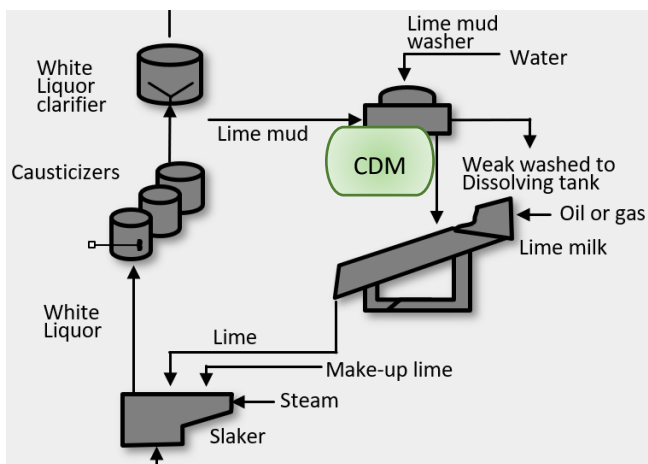 Lime mud
washer
Water
White
Liquor
clarifier
Lime mud
CDM
Causticizers
Weak washed to
Dissolving tank
Oil or gas
Lime milk
White
Liquor
Lime
Make-up lime
Steam
Slaker